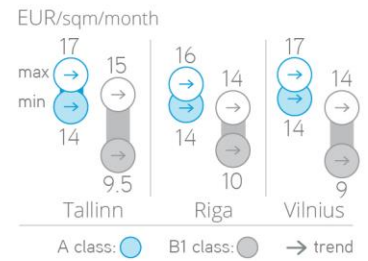 EUR/sqm/month
17 15 16 14 17 14
max
min
14 9.5 14 10 14 9
Tallinn Riga Vilnius
A class: B1 class: trend